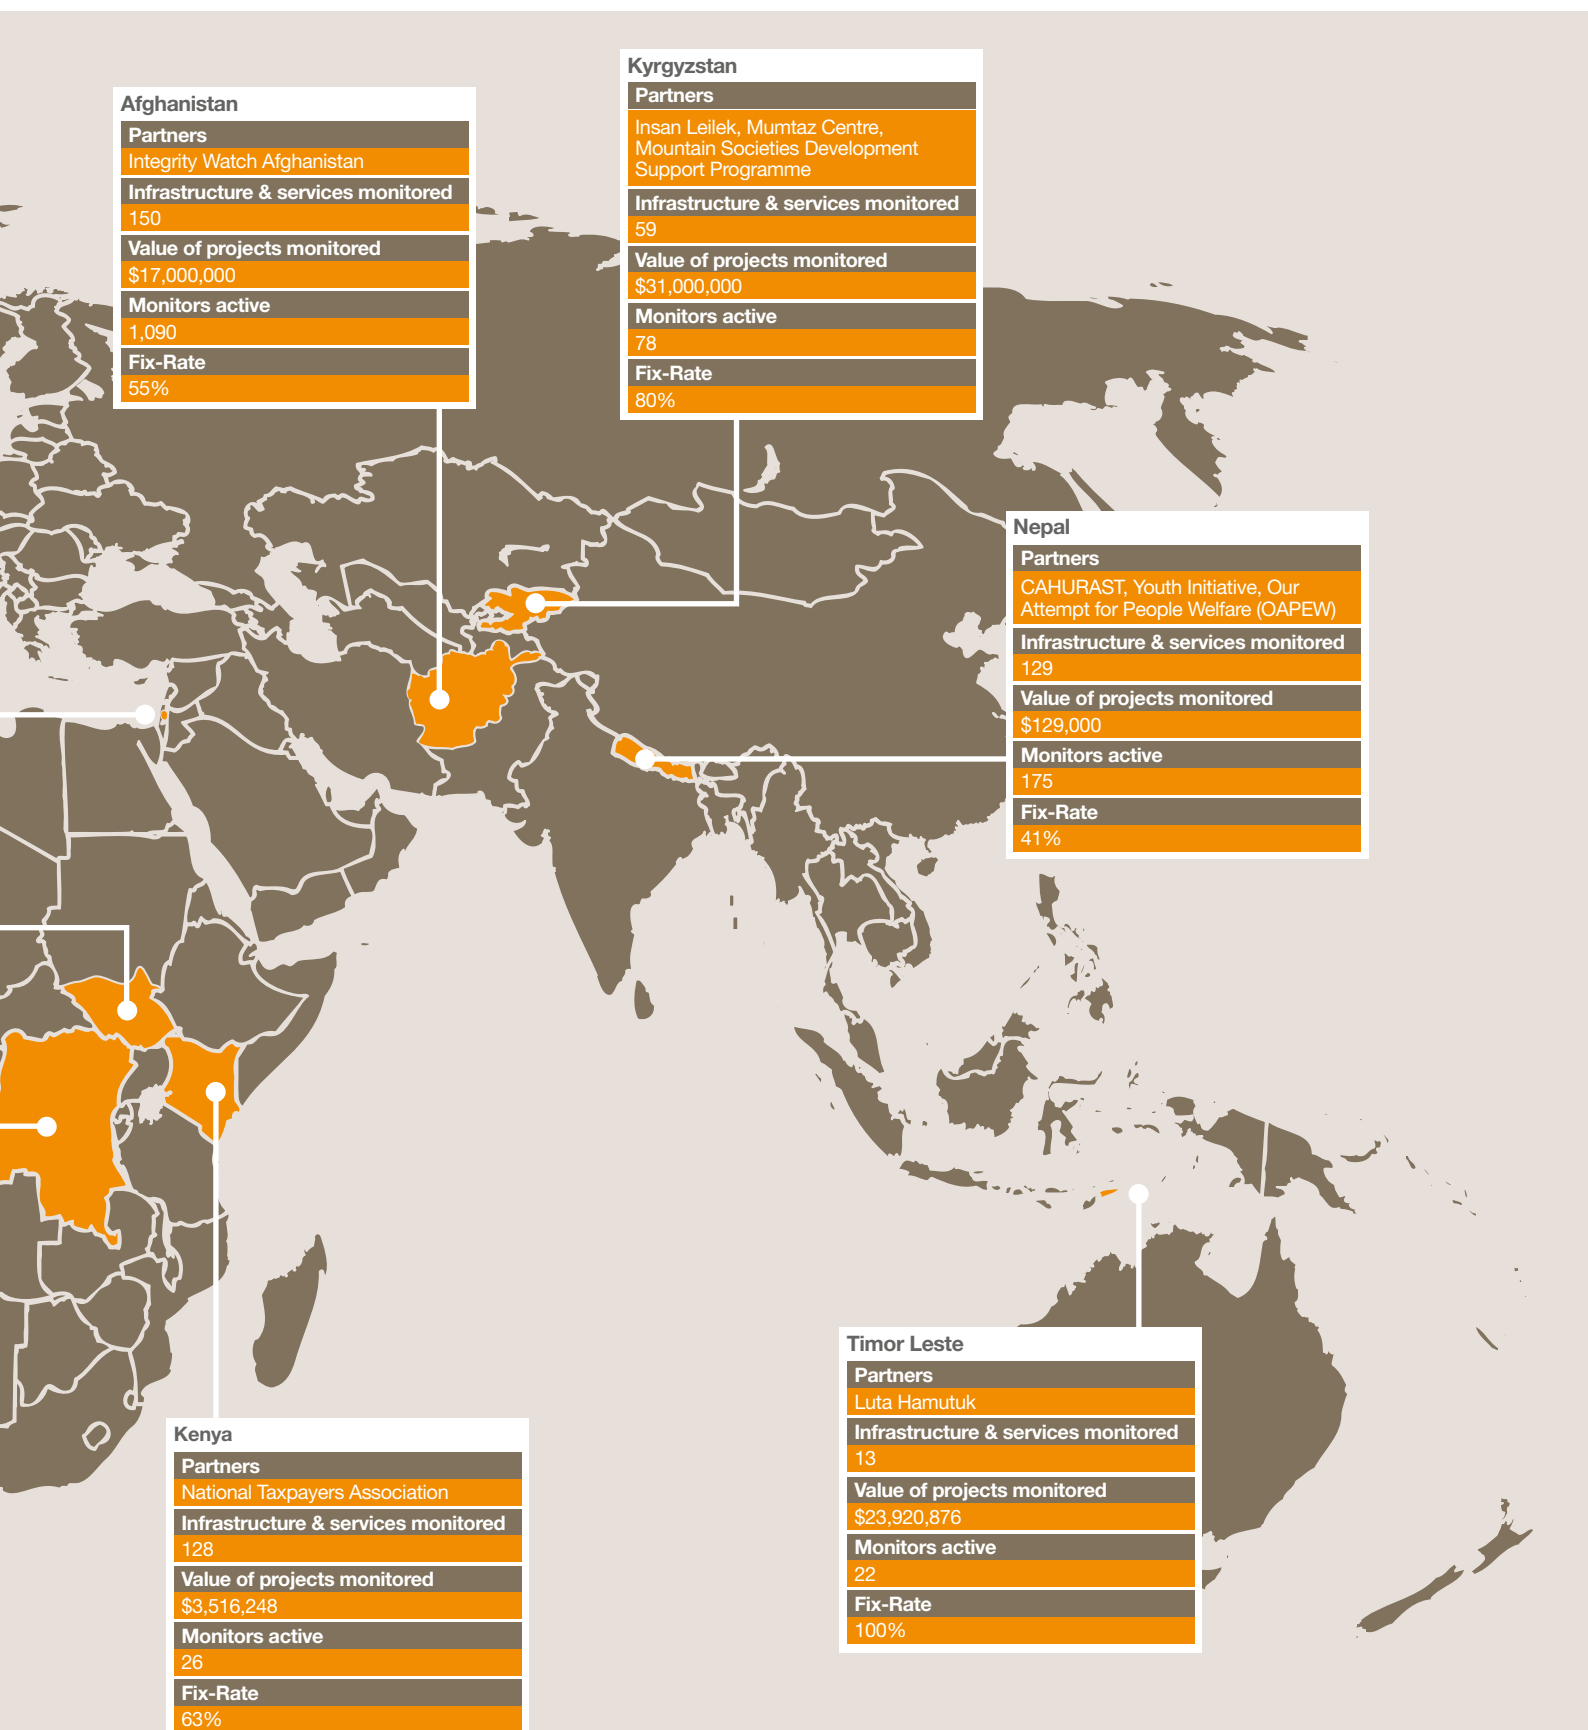 Afghanistan
Partners
Integrity Watch Afghanistan
Infrastructure & services monitored
150
Value of projects monitored
$17,000,000
Monitors active
1,090
Fix-Rate
55%
Kyrgyzstan
Partners
Insan Leilek, Mumtaz Centre,
Mountain Societies Development
Support Programme
Infrastructure & services monitored
59
Value of projects monitored
$31,000,000
Monitors active
78
Fix-Rate
80%
Nepal
Partners
CAHURAST, Youth Initiative, Our
Attempt for People Welfare (OAPEW)
Infrastructure & services monitored
129
Value of projects monitored
$129,000
Monitors active
175
Fix-Rate
41%
Timor Leste
Partners
Luta Hamutuk
Infrastructure & services monitored
13
Value of projects monitored
$23,920,876
Monitors active
22
Fix-Rate
100%
Kenya
Partners
National Taxpayers Association
Infrastructure & services monitored
128
Value of projects monitored
$3,516,248
Monitors active
26
Fix-Rate
63%